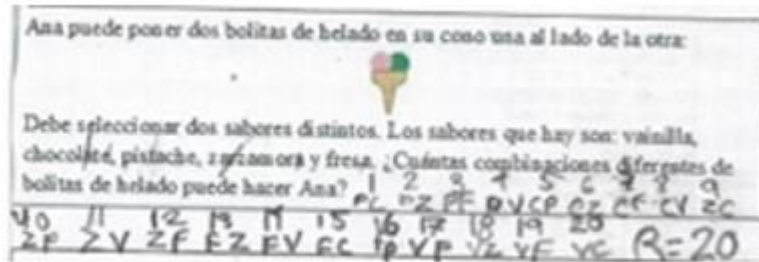 Ana puede poner dos bolitas de helado en su cono una al lado de la otra:
Debe seleccionar dos sabores distintos. Los sabores que hay son: vainilla,
chocolate, pistache, zarzamora y fresa. ¿Cuántas combinaciones diferentes de
bolitas de helado puede hacer Ana? 1 2 3 4 5 6 7 8 9
PC PZ PF PV CP CZ CF CV ZC
10 11 12 13 14 15 16 17 18 19 20
ZP ZV ZF FZ FV FC FP VP VZ VF VC R=20